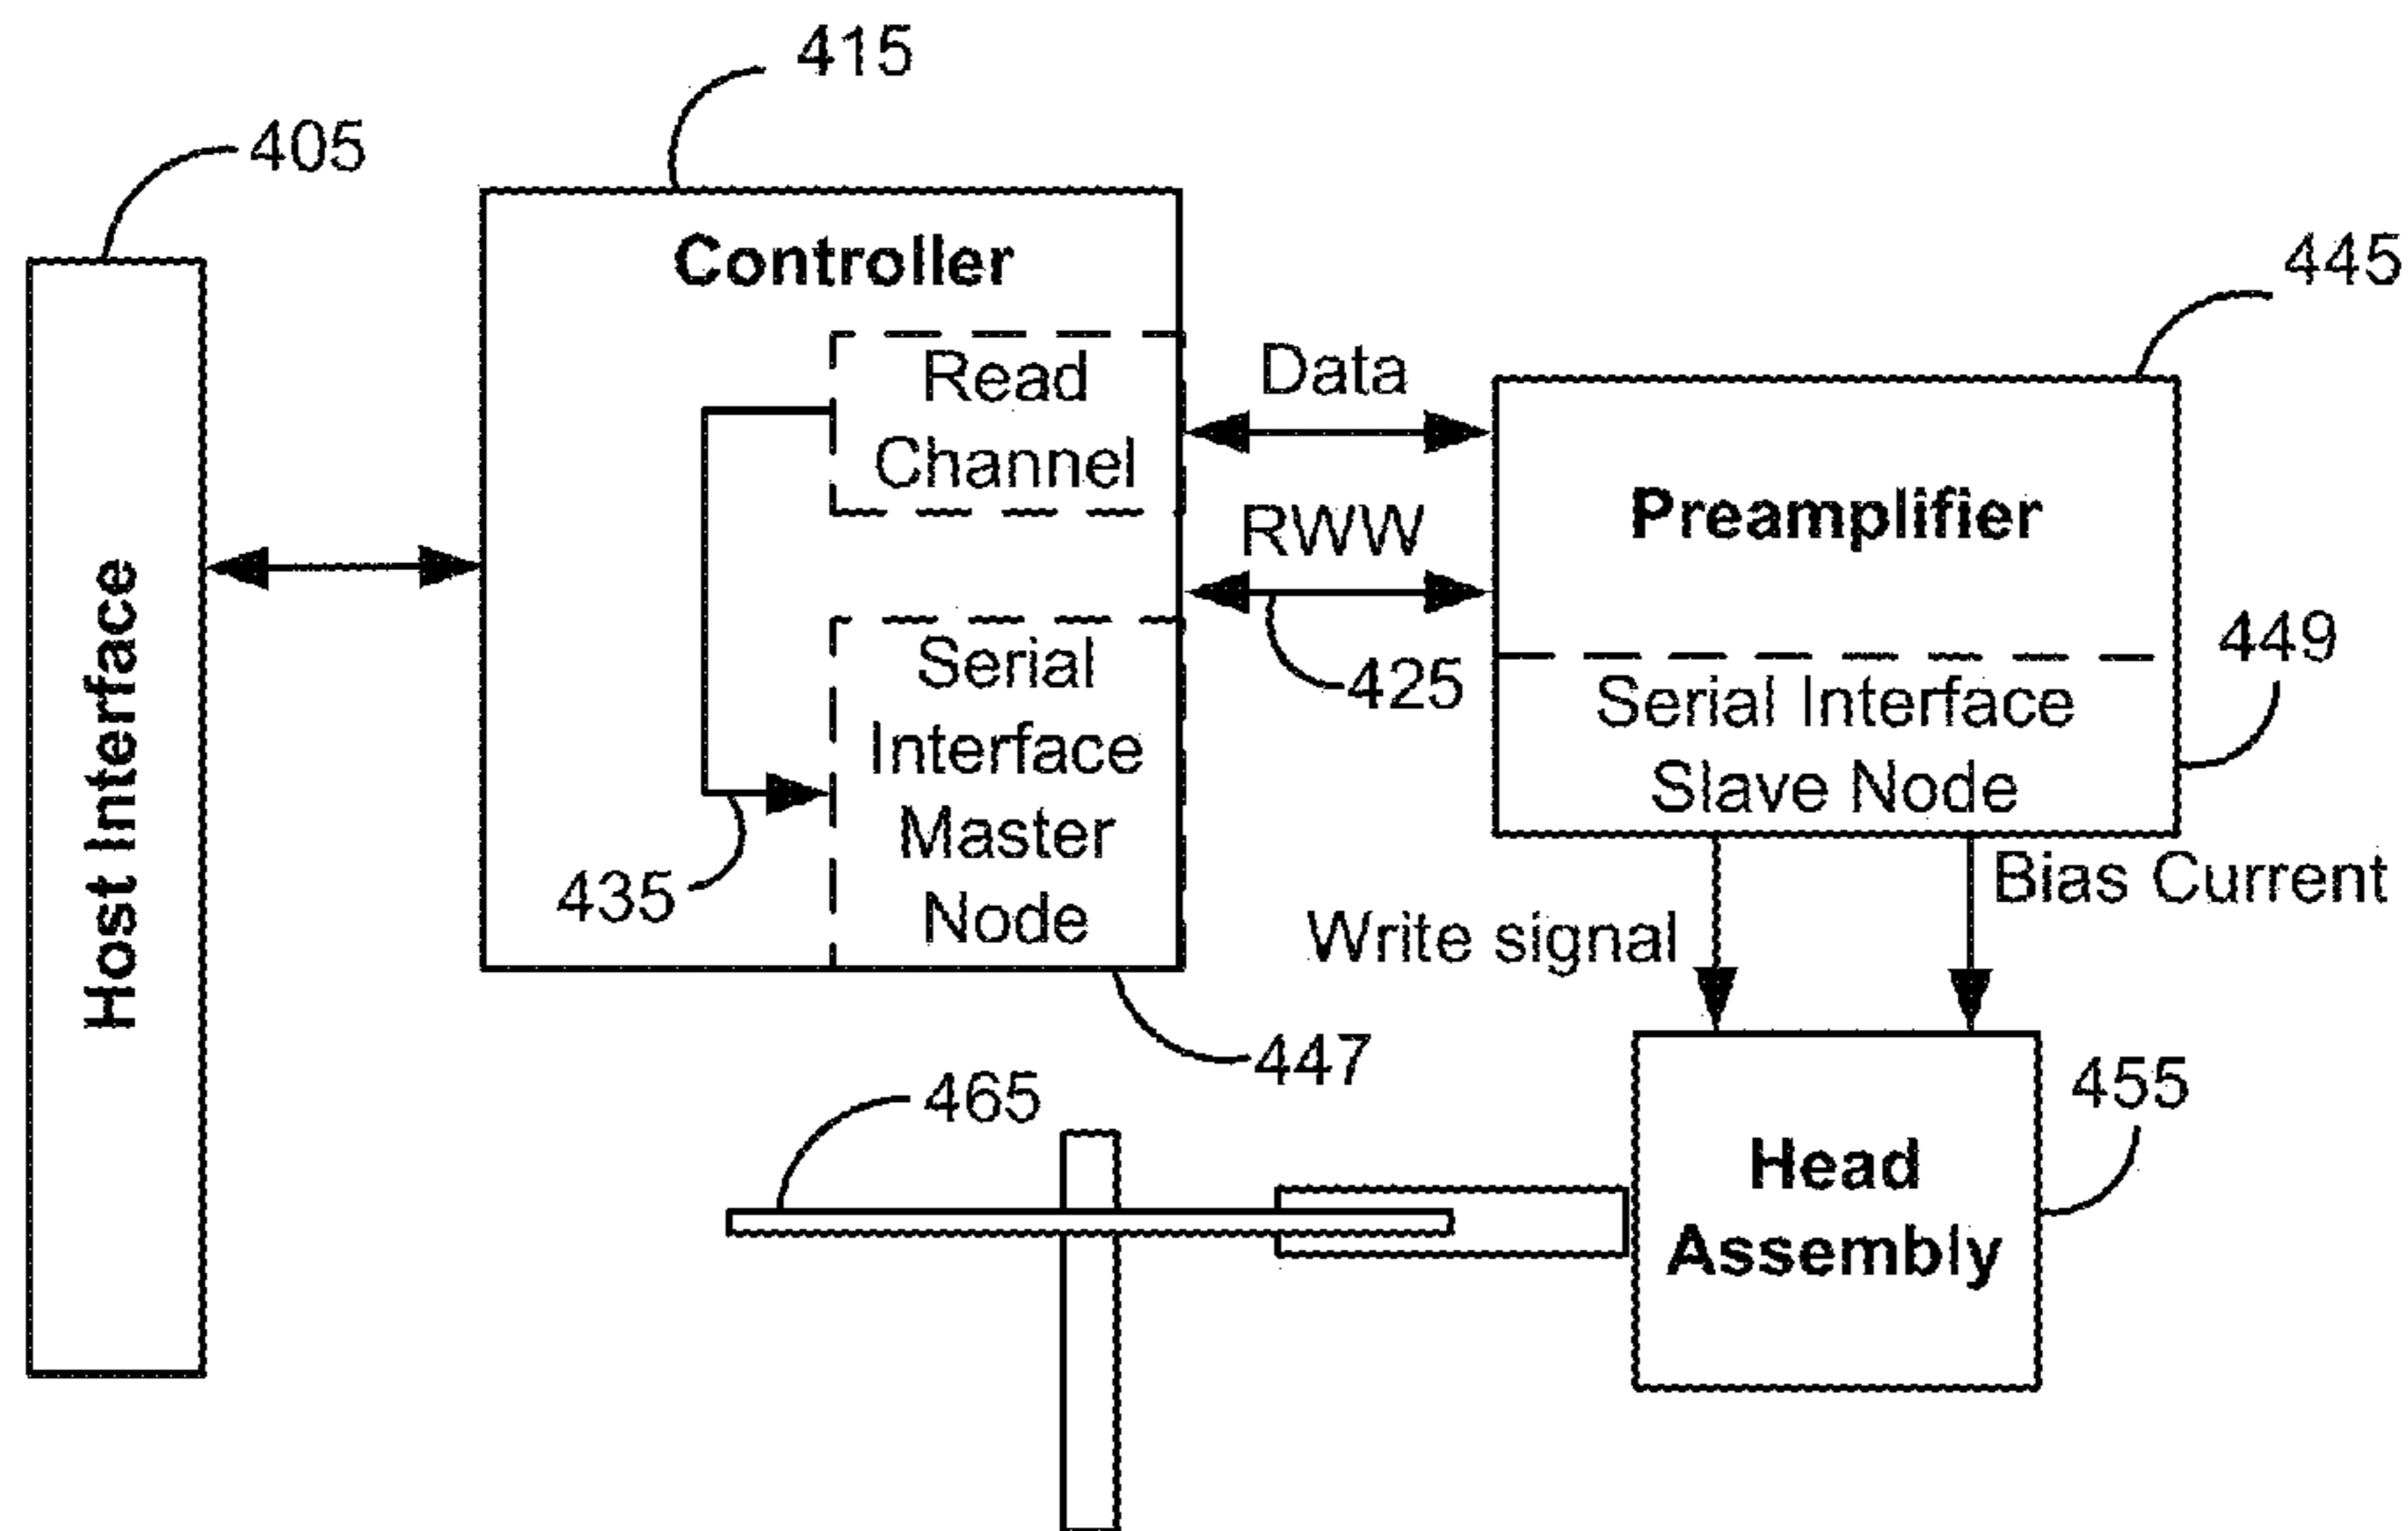 415
405
Controller
445
Read
Channel
Data
RWW
Preamplifier
425
449
Serial
Interface
Master
Node
Serial Interface
Slave Node
435
Host Interface
Write signal
Bias Current
447
465
455
Head
Assembly